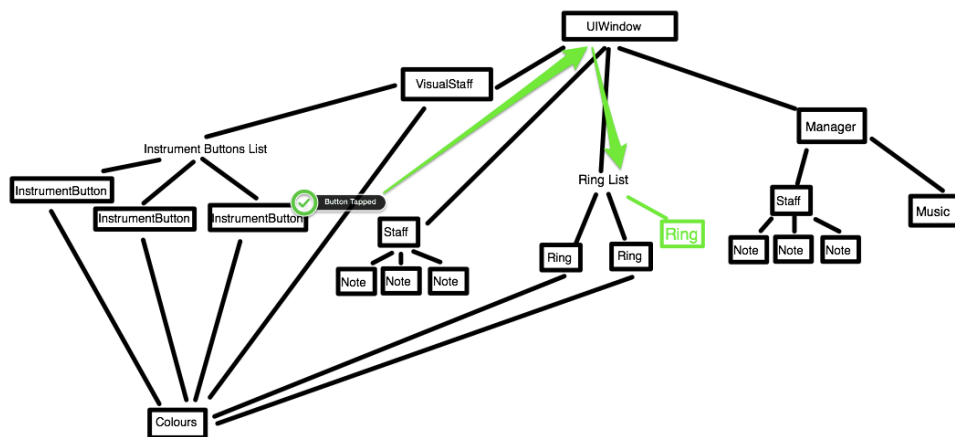 UIWindow
VisualStaff
Manager
Instrument Buttons List
Ring List
InstrumentButton
InstrumentButton
InstrumentButton
Button Tapped
Staff
Ring
Staff
Music
Ring
Ring
Note
Note
Note
Note
Note
Note
Colours